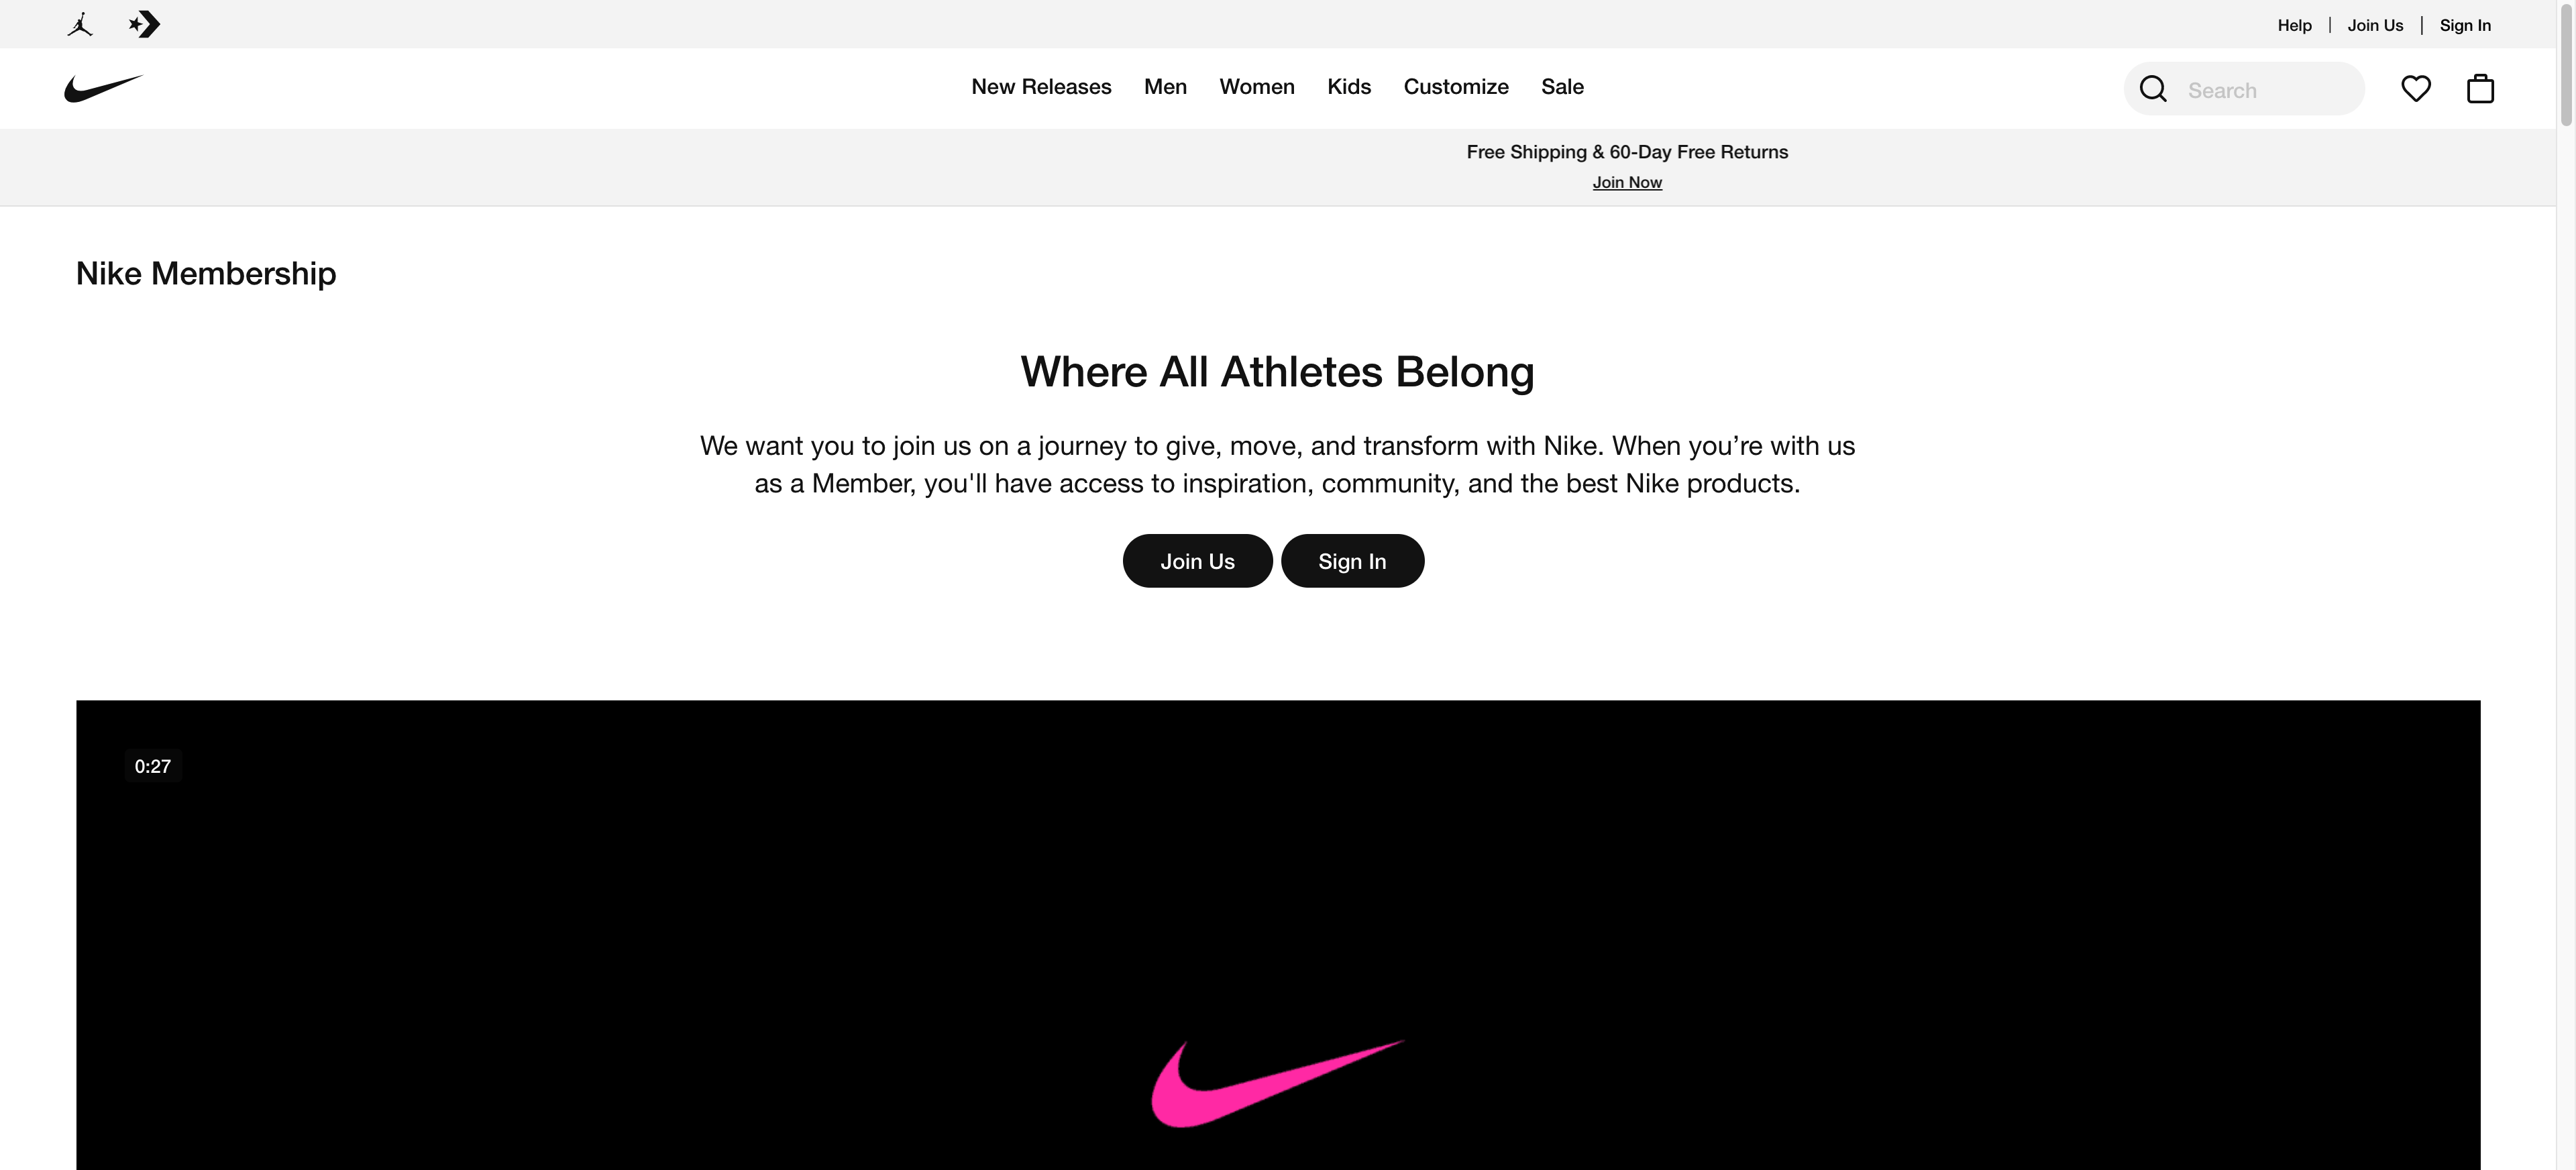 Help
Join Us
Sign In
New Releases
Men
Women
Kids
Customize
Sale
Search
Free Shipping & 60-Day Free Returns
Join Now
Nike Membership
Where All Athletes Belong
We want you to join us on a journey to give, move, and transform with Nike. When you’re with us
as a Member, you'll have access to inspiration, community, and the best Nike products.
Join Us
Sign In
0:27